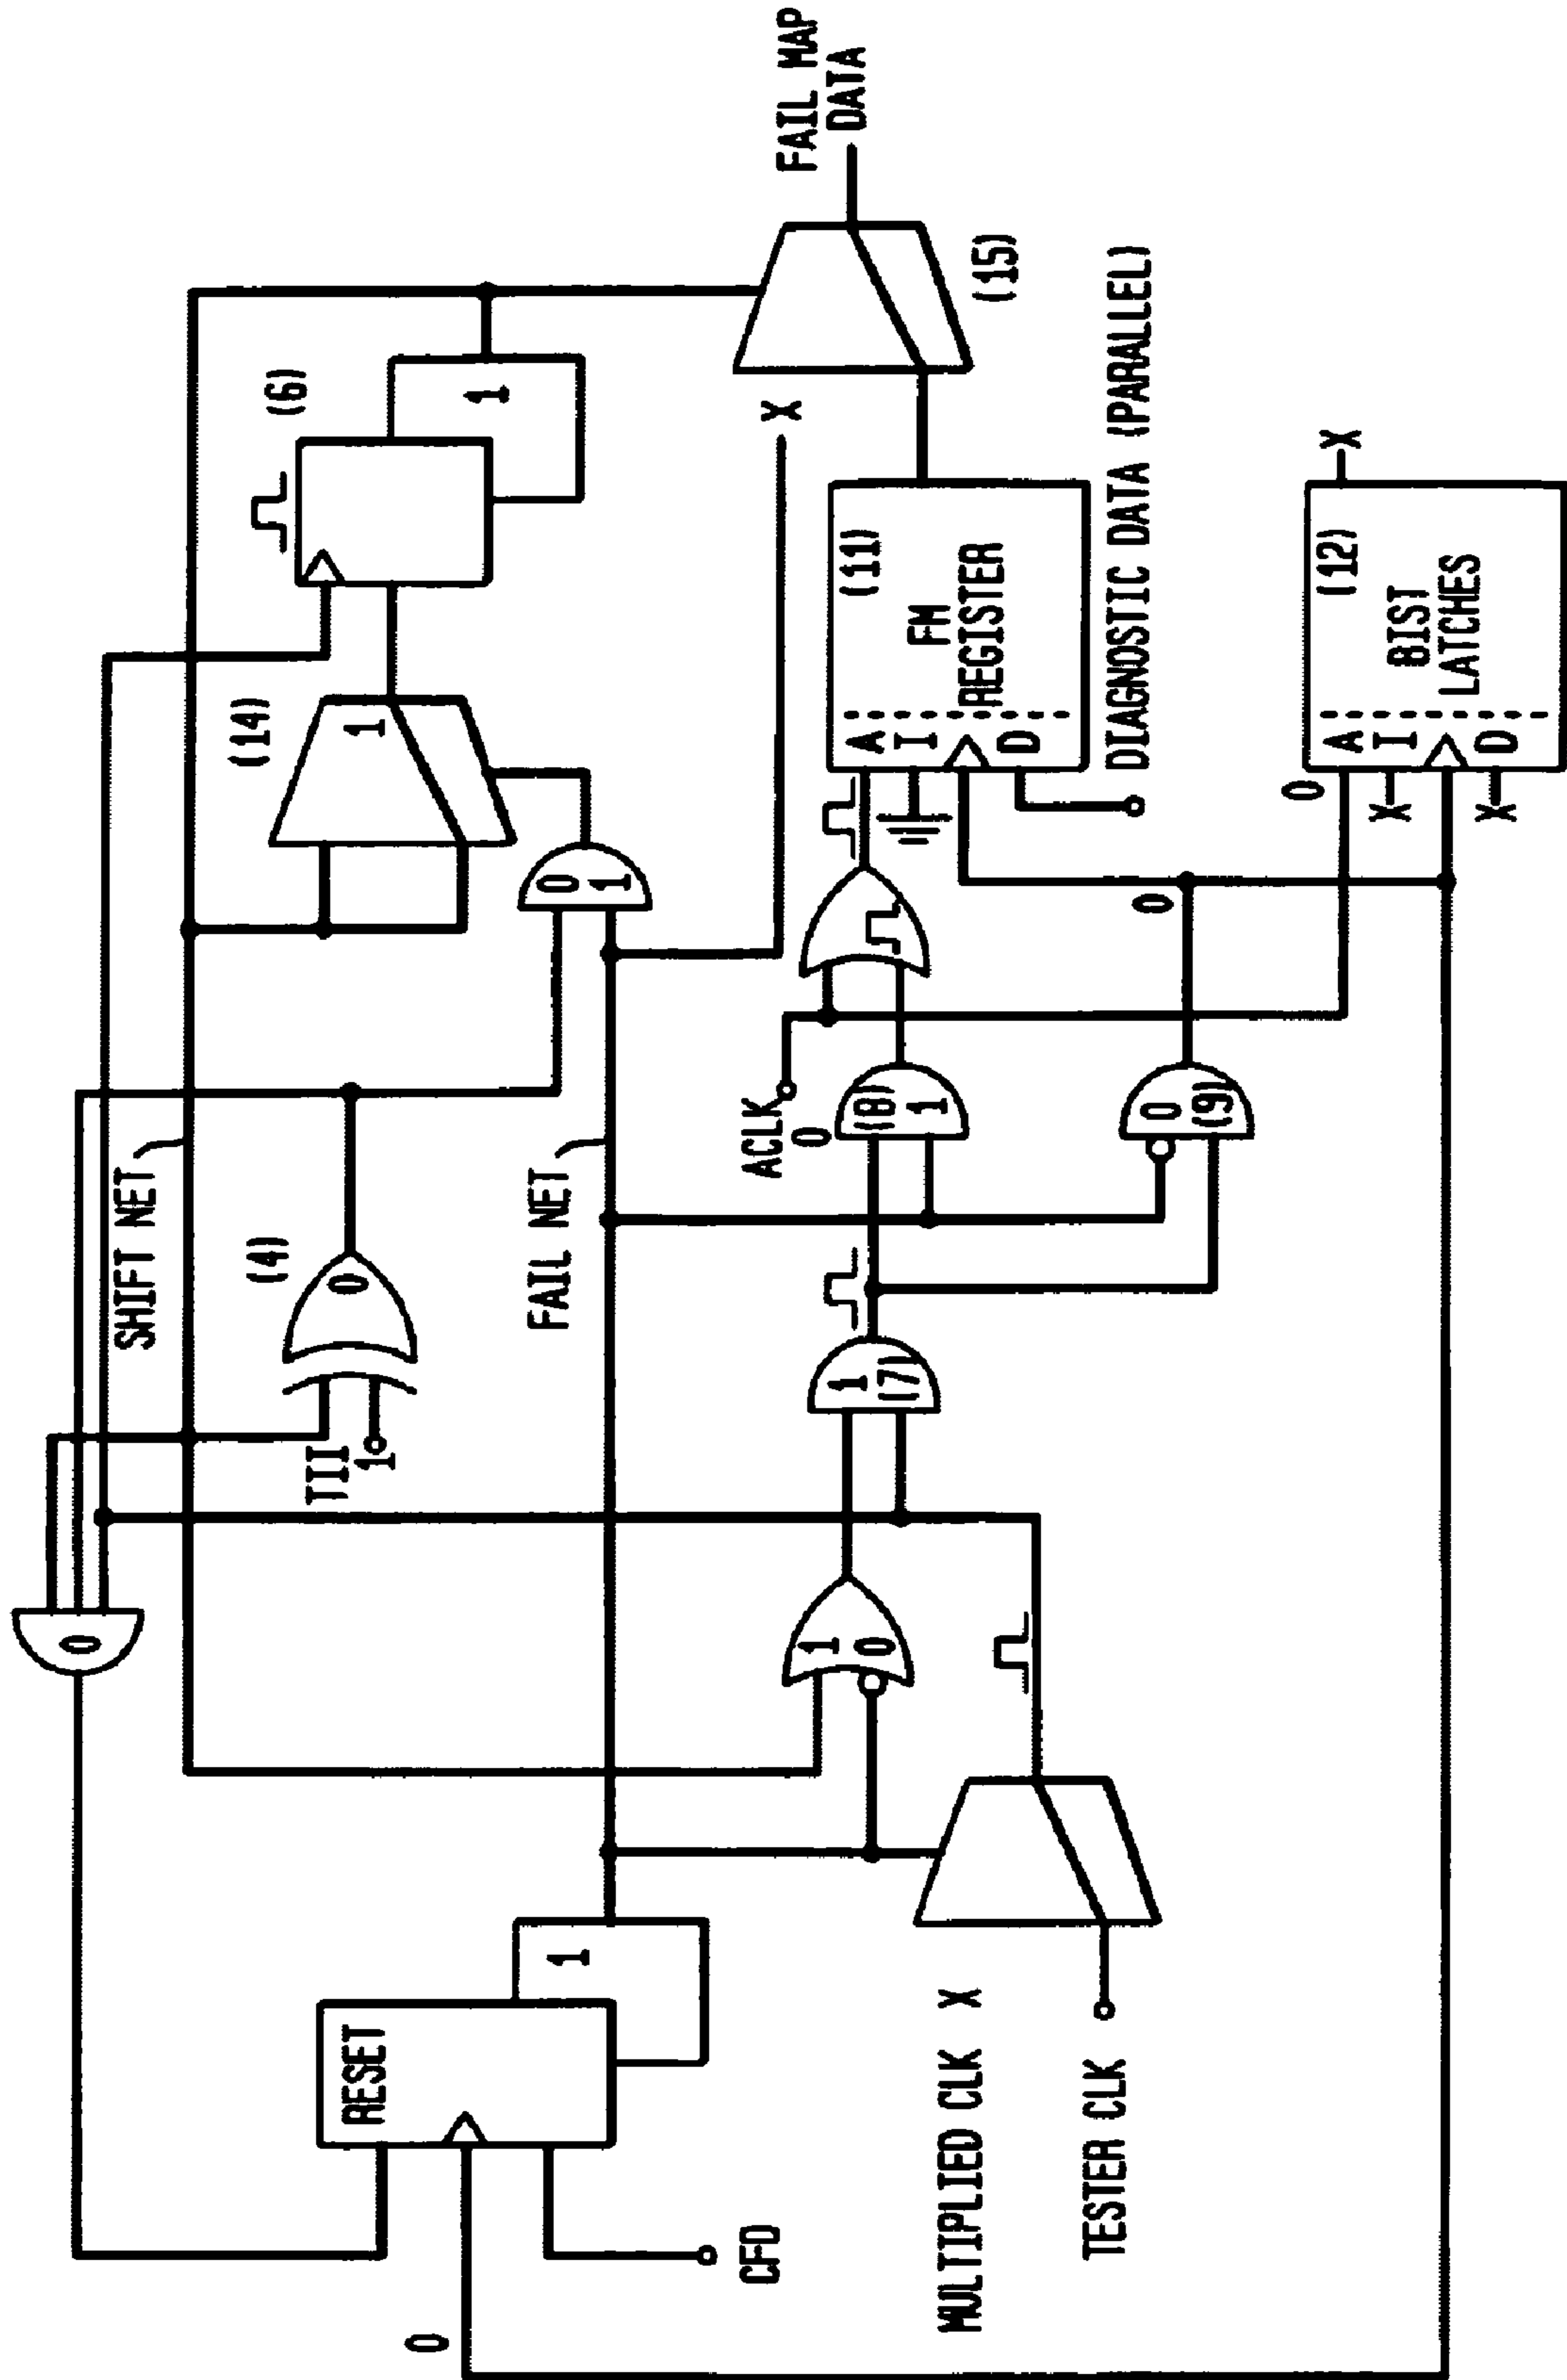 0
SHIFT NET
(4)
0
TII
1
(14)
1
(6)
1
RESET
1
0
CFD
FAIL NET
0
1
X
FAIL MAP
DATA
(15)
MULTIPLIED CLK X
TESTER CLK
1
0
1
(7)
ACLK
0
(8)
1
0
(9)
0
A
I
D
(11)
FM
REGISTER
DIAGNOSTIC DATA (PARALLEL)
0
X
X
A
I
D
(12)
BIST
LATCHES
X